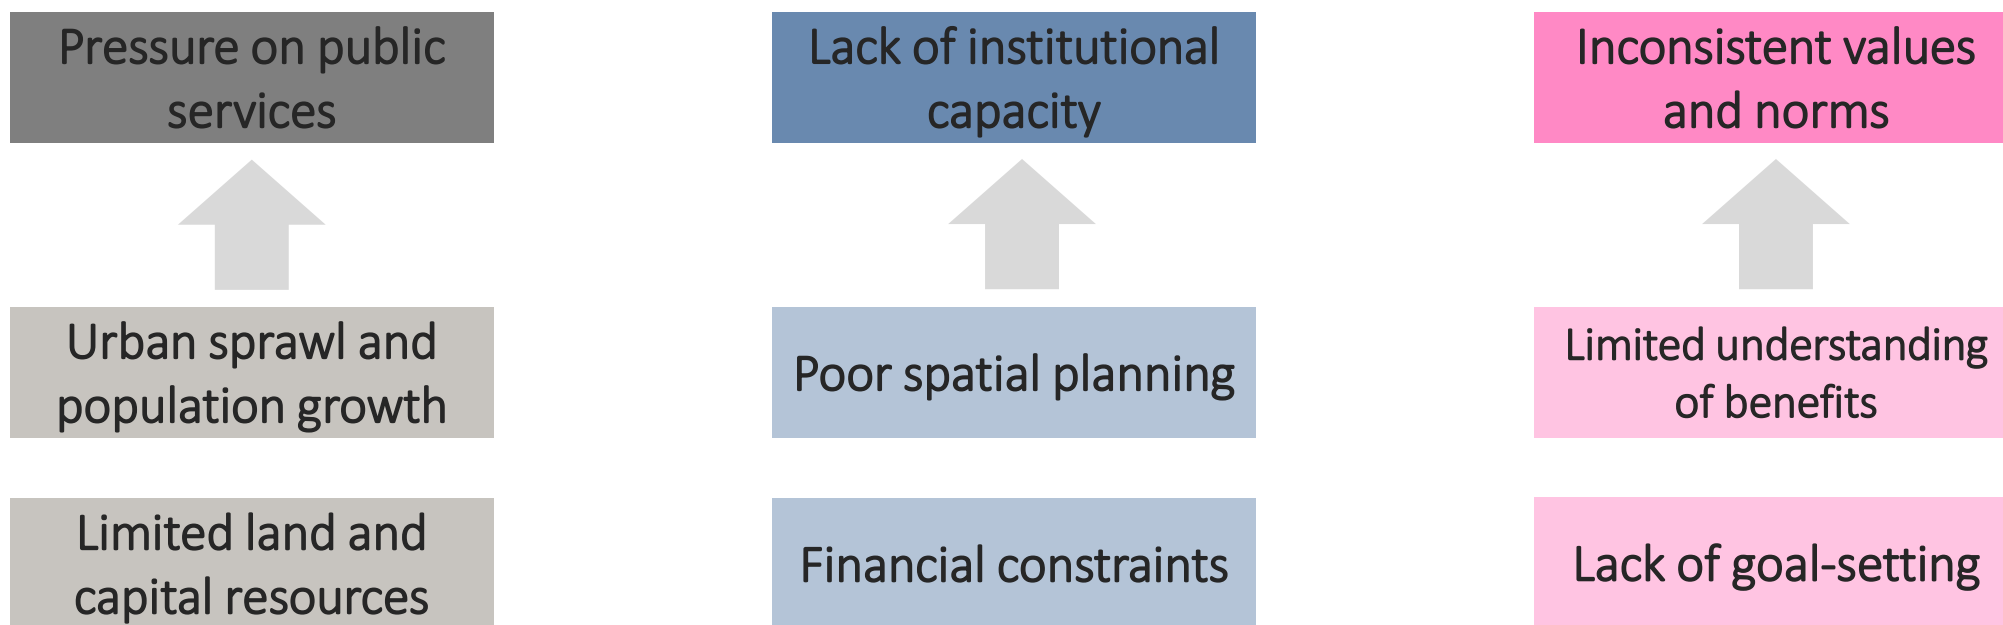 Pressure on public
services
Lack of institutional
capacity
Inconsistent values
and norms
Urban sprawl and
population growth
Poor spatial planning
Limited understanding
of benefits
Limited land and
capital resources
Financial constraints
Lack of goal-setting